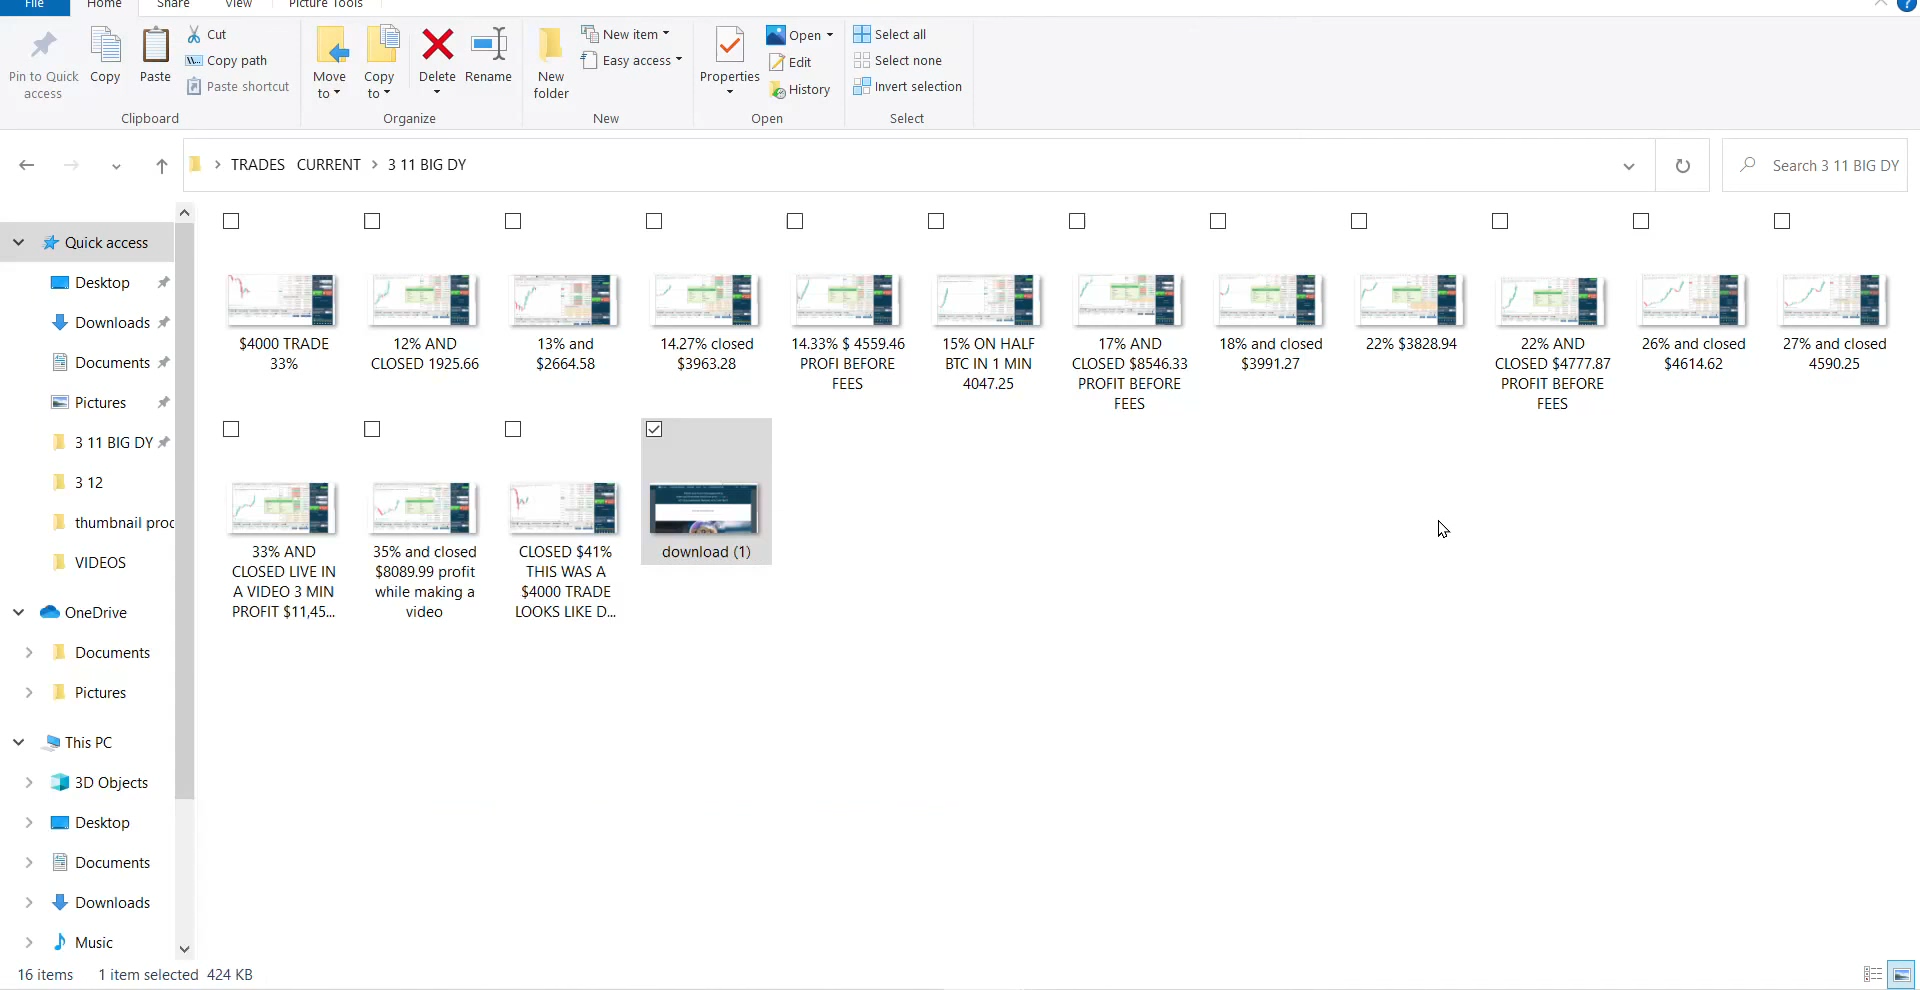 File Home Share View Picture Tools
Pin to Quick access
Copy
Paste
Cut
Copy path
Paste shortcut
Clipboard
Move to
Copy to
Delete
Rename
Organize
New folder
New item
Easy access
New
Properties
Open
Edit
History
Open
Select all
Select none
Invert selection
Select
TRADES CURRENT > 3 11 BIG DY
Search 3 11 BIG DY
Quick access
Desktop
Downloads
Documents
Pictures
3 11 BIG DY
3 12
thumbnail proc
VIDEOS
OneDrive
Documents
Pictures
This PC
3D Objects
Desktop
Documents
Downloads
Music
$4000 TRADE
33%
12% AND
CLOSED 1925.66
13% and
$2664.58
14.27% closed
$3963.28
14.33% $ 4559.46
PROFI BEFORE
FEES
15% ON HALF
BTC IN 1 MIN
4047.25
17% AND
CLOSED $8546.33
PROFIT BEFORE
FEES
18% and closed
$3991.27
22% $3828.94
22% AND
CLOSED $4777.87
PROFIT BEFORE
FEES
26% and closed
$4614.62
27% and closed
4590.25
33% AND
CLOSED LIVE IN
A VIDEO 3 MIN
PROFIT $11,45...
35% and closed
$8089.99 profit
while making a
video
CLOSED $41%
THIS WAS A
$4000 TRADE
LOOKS LIKE D...
download (1)
16 items 1 item selected 424 KB